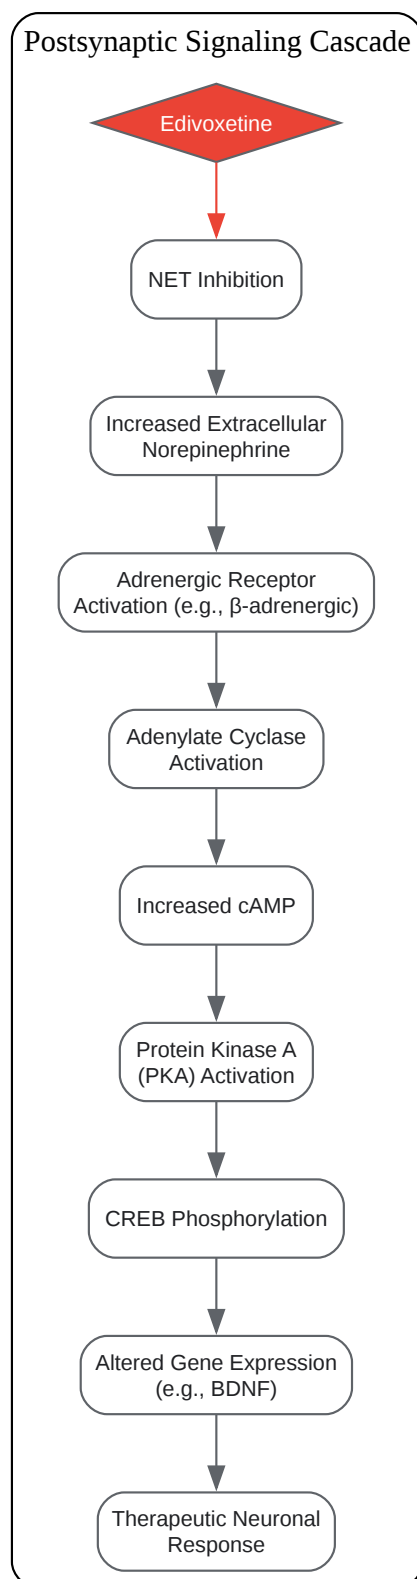 Postsynaptic Signaling Cascade
Edivoxetine
NET Inhibition
Increased Extracellular
Norepinephrine
Adrenergic Receptor
Activation (e.g., β-adrenergic)
Adenylate Cyclase
Activation
Increased cAMP
Protein Kinase A
(PKA) Activation
CREB Phosphorylation
Altered Gene Expression
(e.g., BDNF)
Therapeutic Neuronal
Response